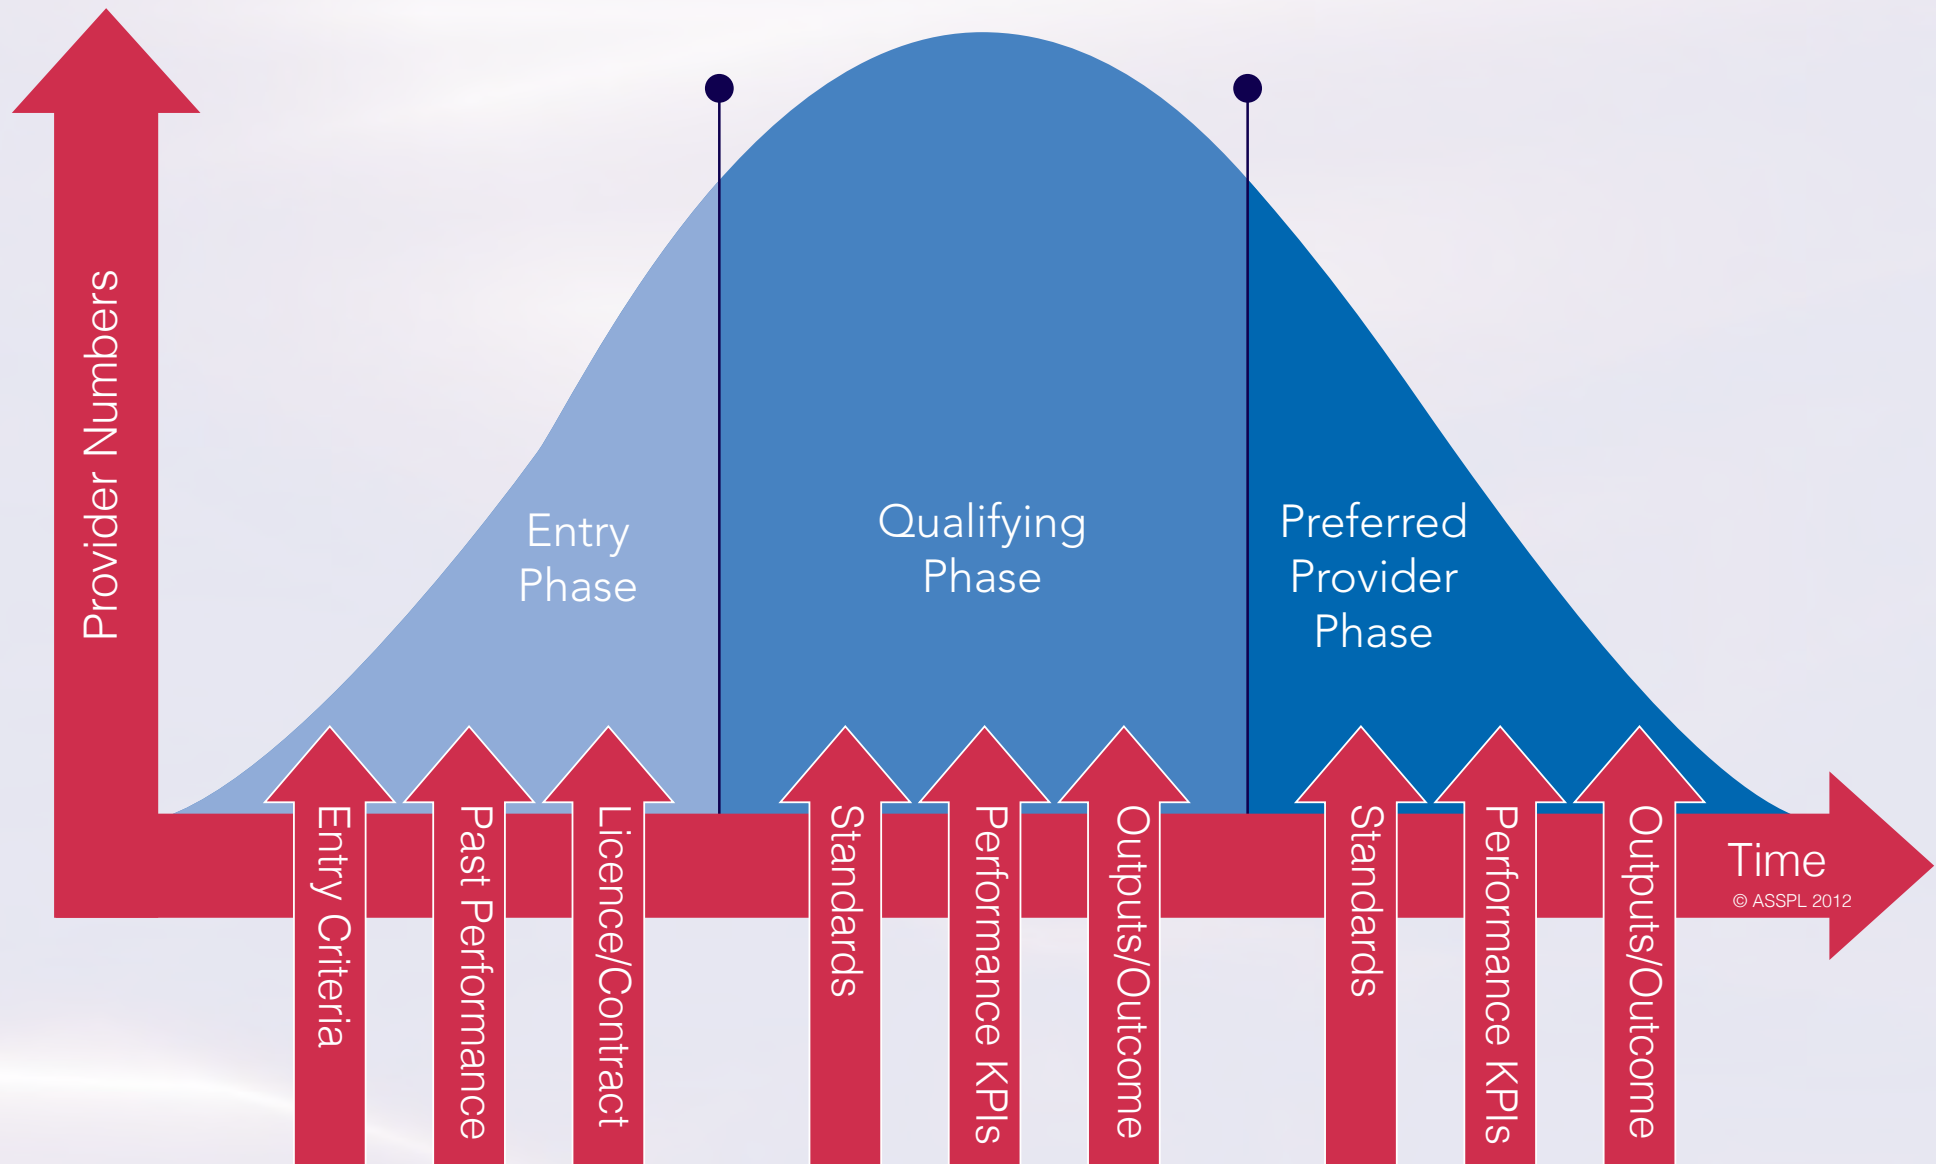 Provider Numbers
Entry
Phase
Qualifying
Phase
Preferred
Provider
Phase
Entry Criteria
Past Performance
Licence/Contract
Standards
Performance KPIs
Outputs/Outcome
Standards
Performance KPIs
Outputs/Outcome
Time
© ASSPL 2012